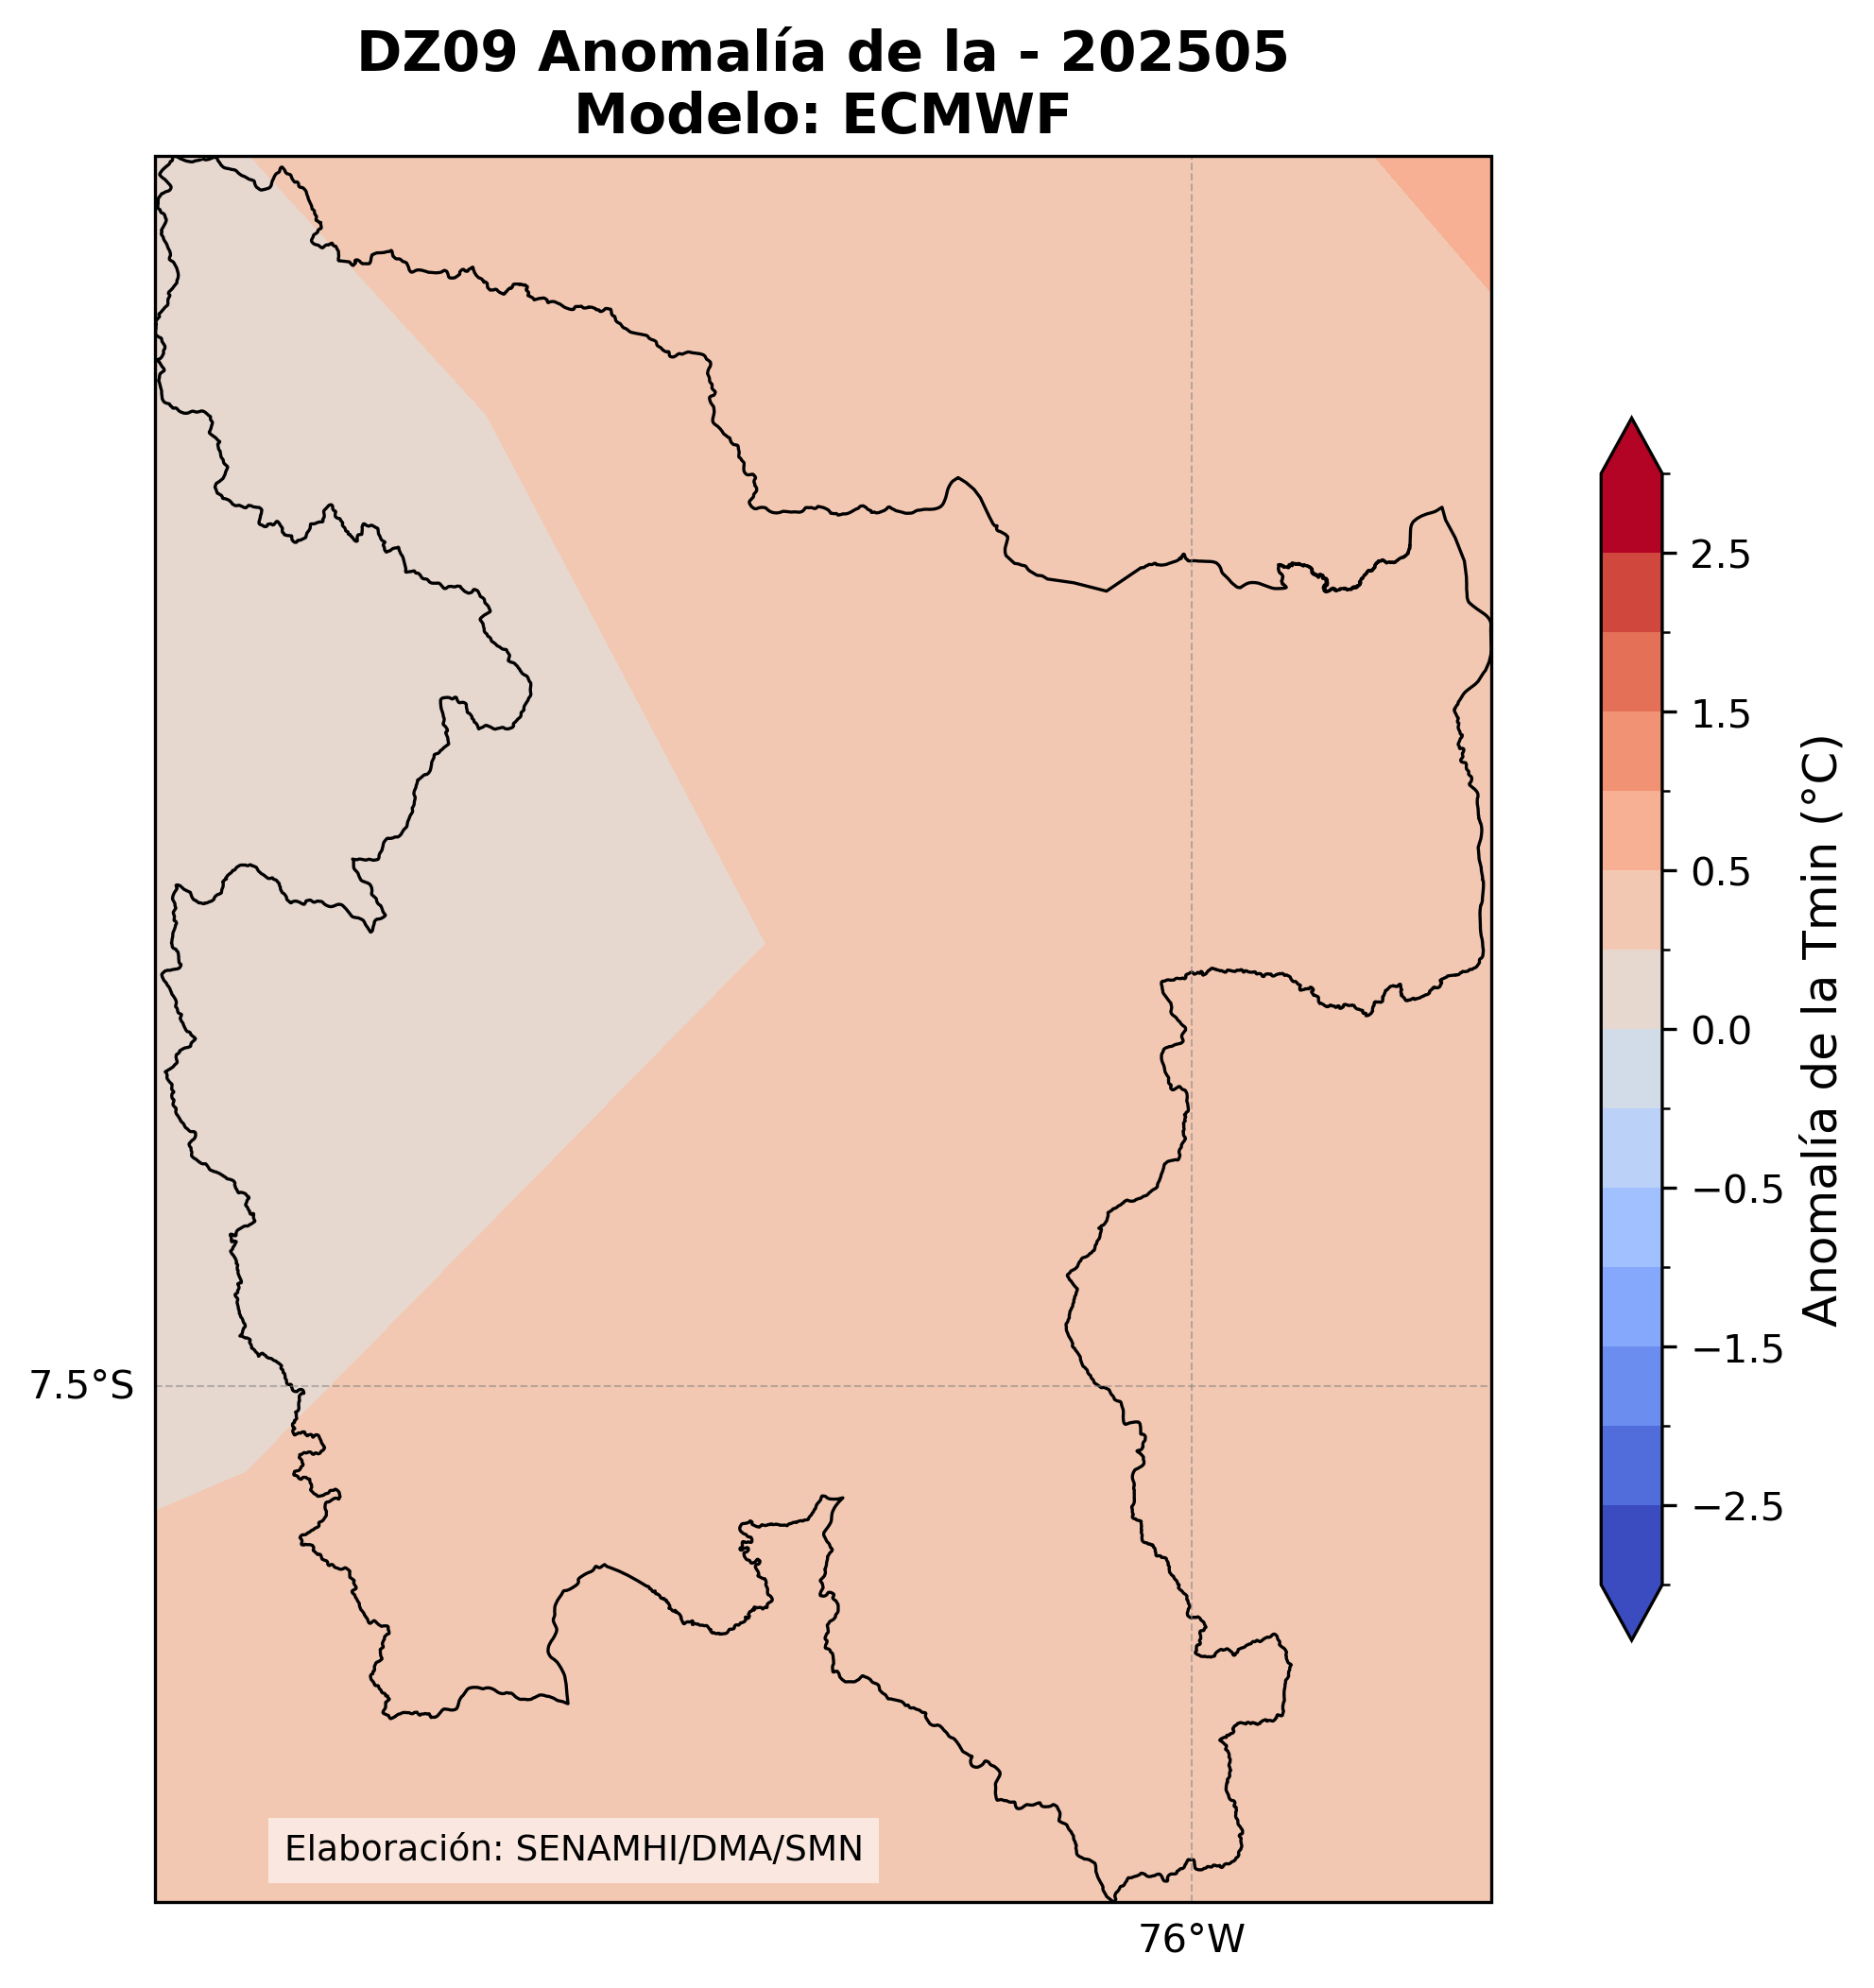 DZ09 Anomalía de la - 202505
Modelo: ECMWF
2.5
1.5
0.5
0.0
−0.5
−1.5
−2.5
Anomalía de la Tmin (°C)
7.5°S
Elaboración: SENAMHI/DMA/SMN
76°W